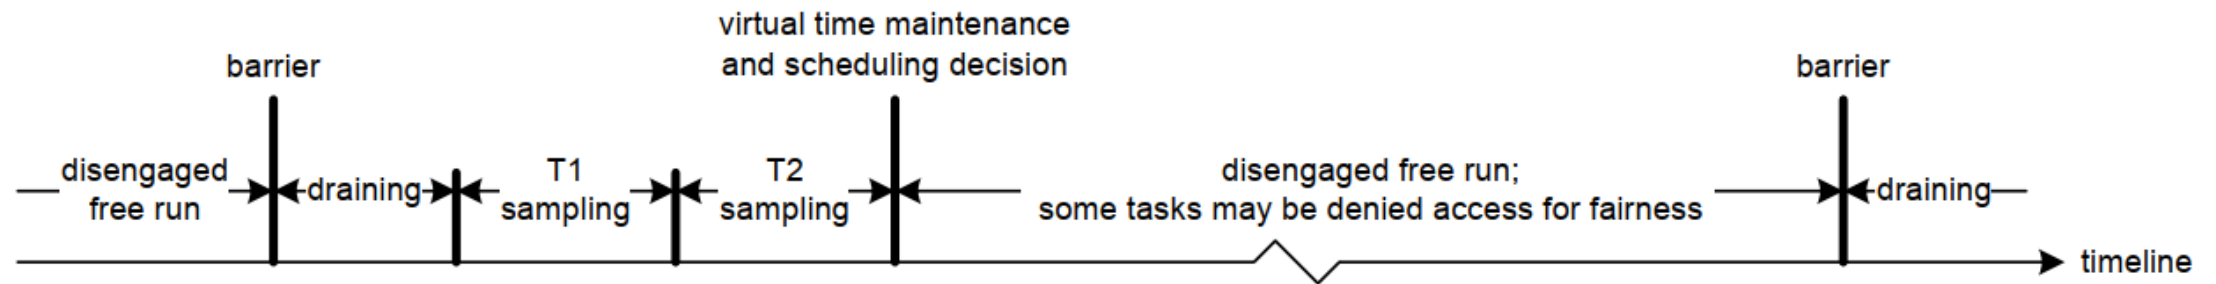 virtual time maintenance
and scheduling decision
barrier
barrier
disengaged
free run
draining
T1
sampling
T2
sampling
disengaged free run;
some tasks may be denied access for fairness
draining
timeline